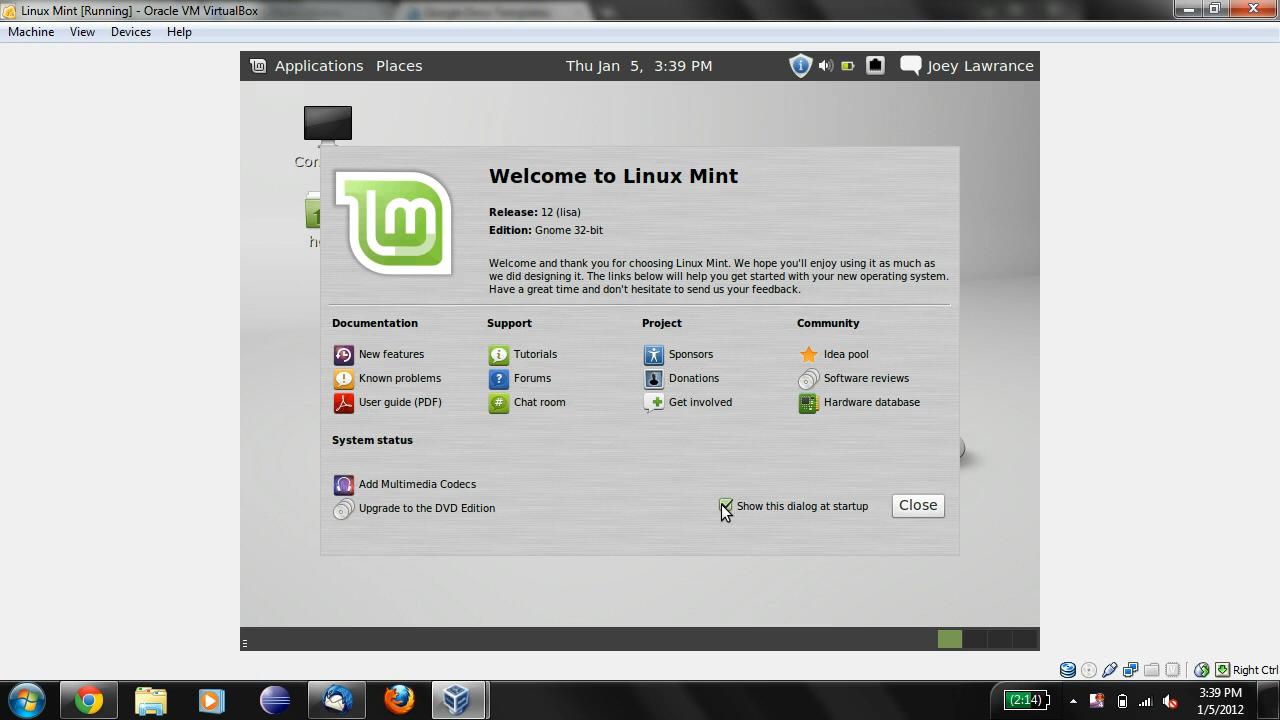 Linux Mint [Running] - Oracle VM VirtualBox
Machine View Devices Help
Applications Places Thu Jan 5, 3:39 PM Joey Lawrance
Welcome to Linux Mint
Release: 12 (lisa)
Edition: Gnome 32-bit
Welcome and thank you for choosing Linux Mint. We hope you'll enjoy using it as much as
we did designing it. The links below will help you get started with your new operating system.
Have a great time and don't hesitate to send us your feedback.
Documentation Support Project Community
New features Tutorials Sponsors Idea pool
Known problems Forums Donations Software reviews
User guide (PDF) Chat room Get involved Hardware database
System status
Add Multimedia Codecs
Upgrade to the DVD Edition
Show this dialog at startup Close
Right Ctrl
(2:14) 3:39 PM
1/5/2012